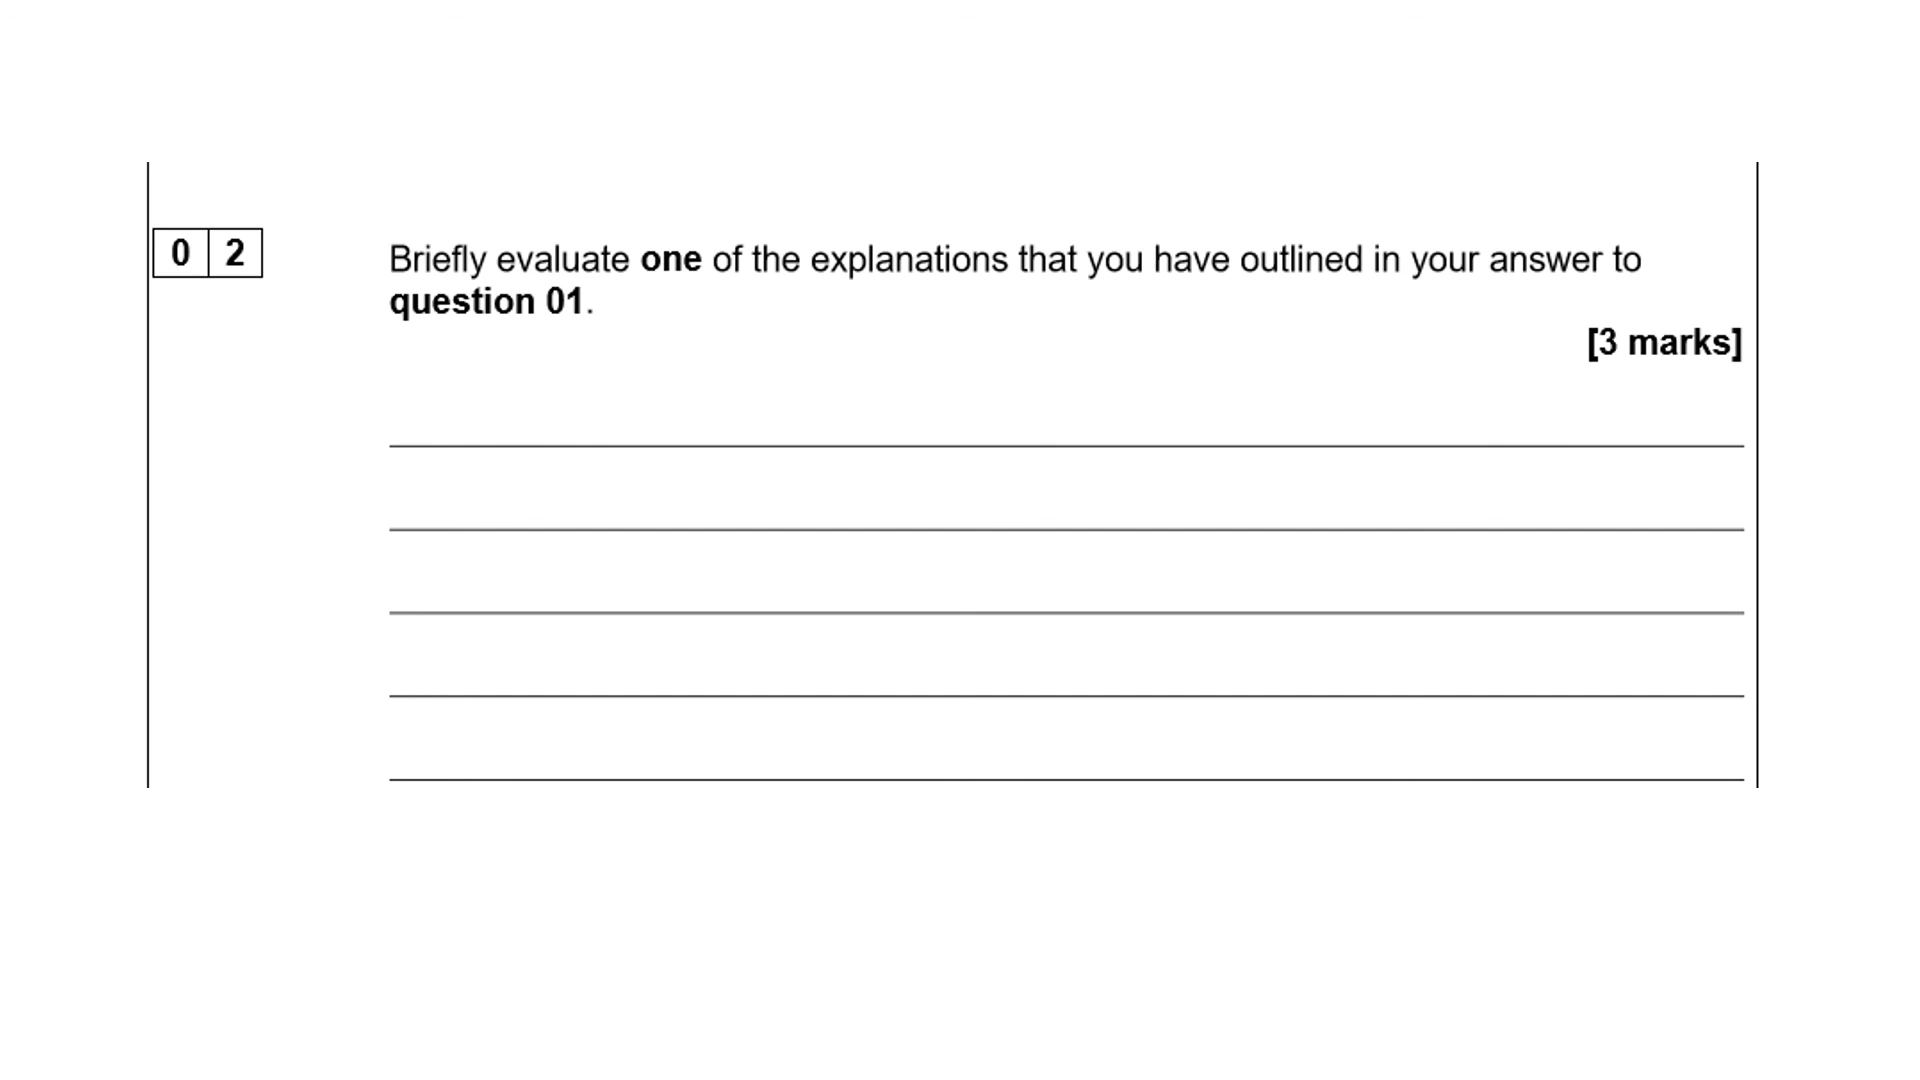 0 2
Briefly evaluate one of the explanations that you have outlined in your answer to
question 01.
[3 marks]